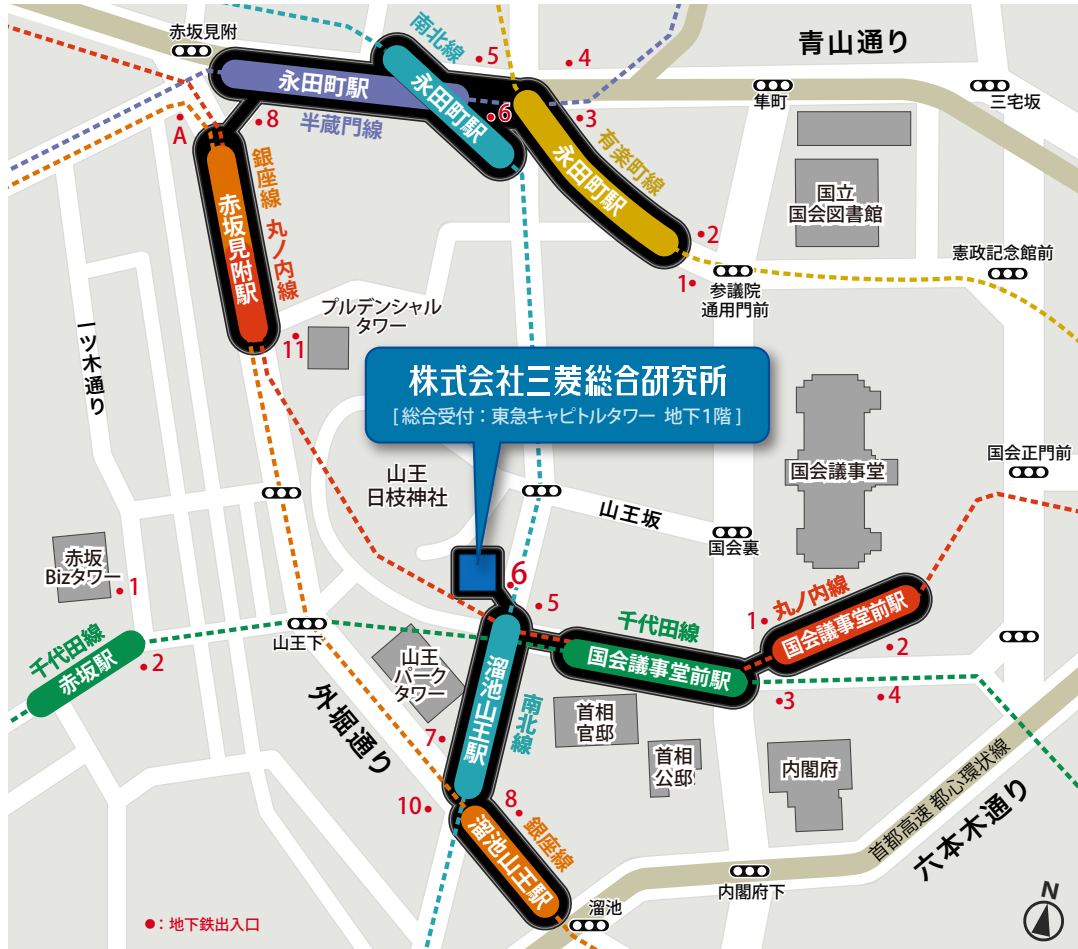 赤坂見附
南北線
5
4
青山通り
永田町駅
永田町駅
6
隼町
三宅坂
A
8
半蔵門線
3
有楽町線
永田町駅
銀座線
丸ノ内線
赤坂見附駅
国立
国会図書館
2
1
憲政記念館前
参議院
通用門前
プルデンシャル
タワー
11
一ツ木通り
株式会社三菱総合研究所
[ 総合受付：東急キャピトルタワー 地下1階 ]
山王
日枝神社
国会議事堂
国会正門前
山王坂
国会裏
赤坂
Bizタワー
1
6
5
千代田線
1
丸ノ内線
国会議事堂前駅
2
千代田線
赤坂駅
2
山王下
山王
パーク
タワー
溜池山王駅
南北線
国会議事堂前駅
3
4
外堀通り
7
首相
官邸
首相
公邸
内閣府
10
8
銀座線
溜池山王駅
首都高速都心環状線
六本木通り
内閣府下
溜池
●：地下鉄出入口
N